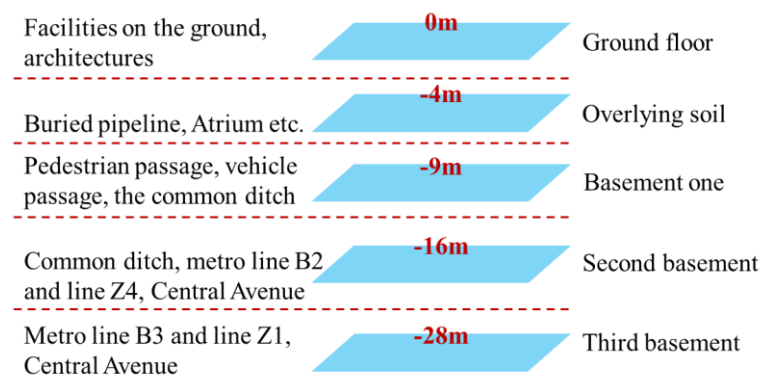 Facilities on the ground,
architectures
0m
Ground floor
-4m
Buried pipeline, Atrium etc.
Overlying soil
Pedestrian passage, vehicle
passage, the common ditch
-9m
Basement one
-16m
Common ditch, metro line B2
and line Z4, Central Avenue
Second basement
Metro line B3 and line Z1,
Central Avenue
-28m
Third basement